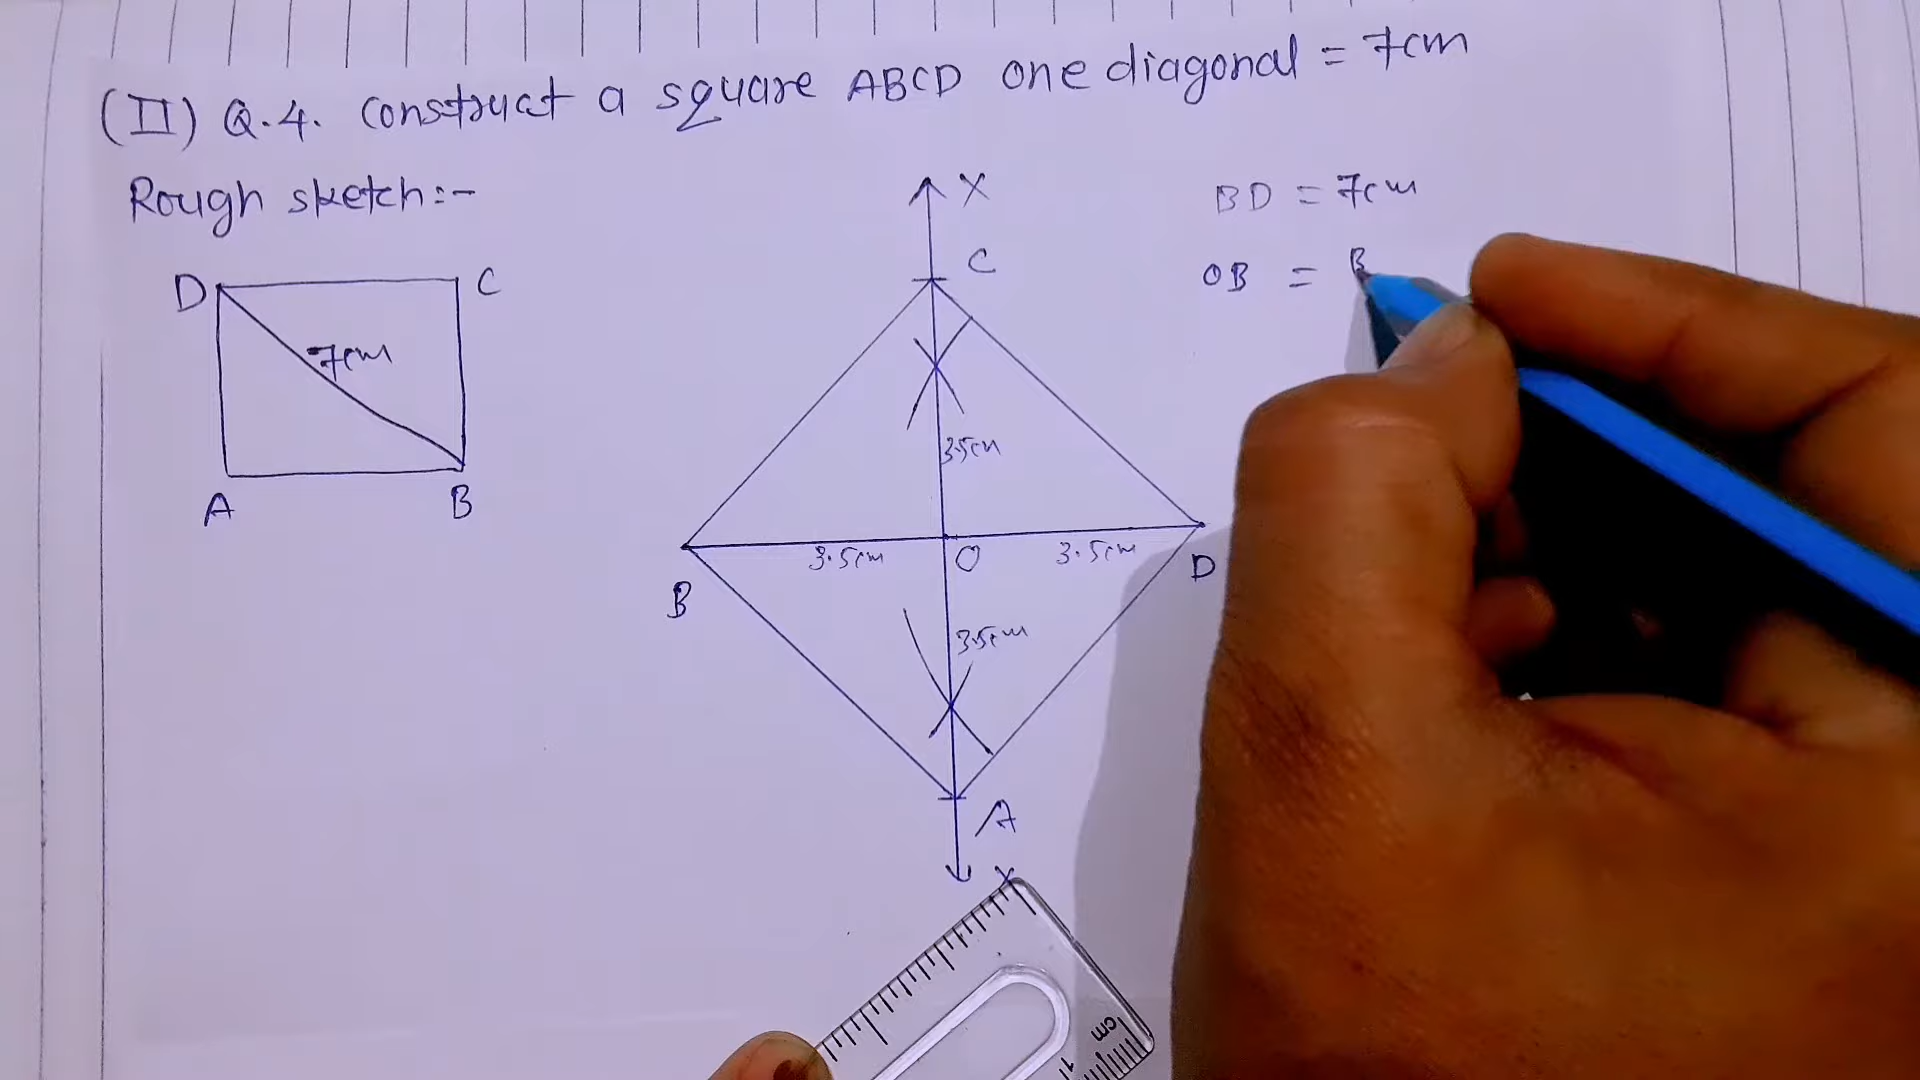 (II) Q.4. Construct a square ABCD one diagonal = 7cm
Rough sketch:-
D
C
7cm
A
B
X
C
3.5cm
3.5cm
O
3.5cm
B
D
3.5cm
A
BD = 7cm
OB = B
cm
1